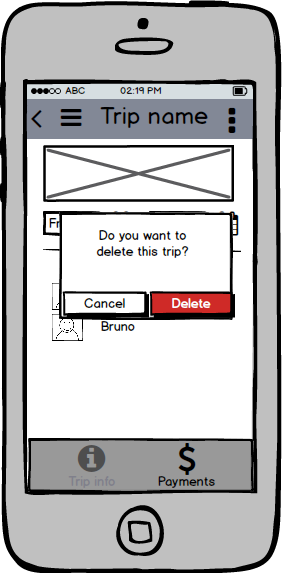 ABC 02:19 PM
Trip name
Fr
Do you want to
delete this trip?
Cancel Delete
Bruno
Trip info Payments